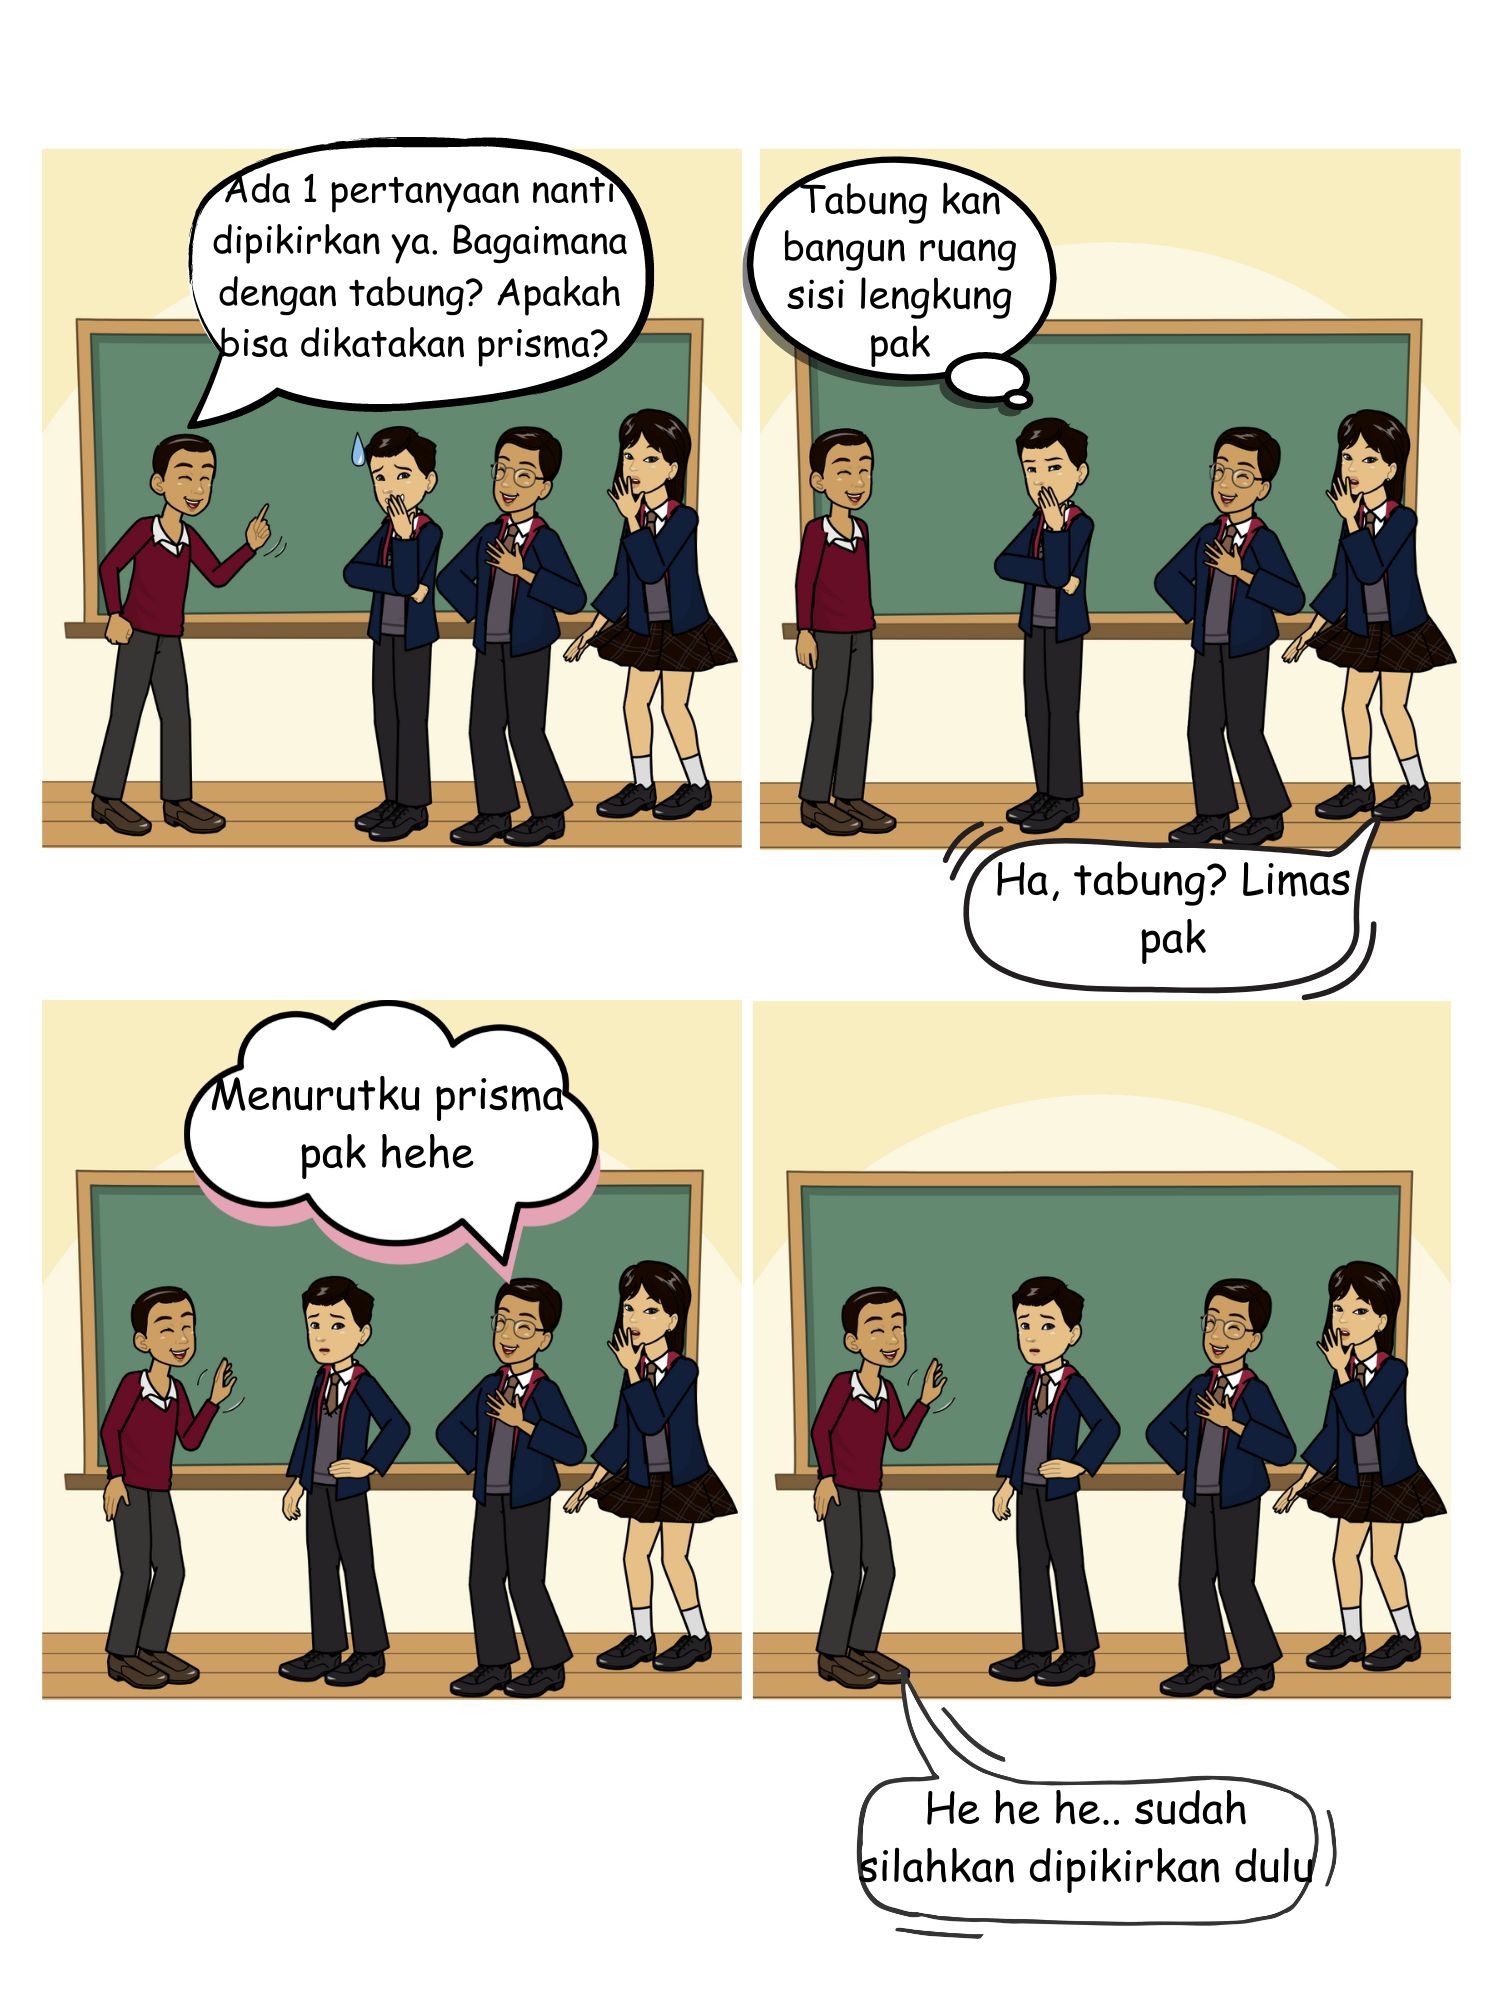 Ada 1 pertanyaan nanti
dipikirkan ya. Bagaimana
dengan tabung? Apakah
bisa dikatakan prisma?
Tabung kan
bangun ruang
sisi lengkung
pak
Ha, tabung? Limas
pak
Menurutku prisma
pak hehe
He he he.. sudah
silahkan dipikirkan dulu